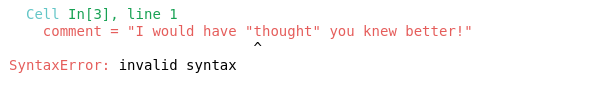 Cell In[3], line 1
comment = "I would have "thought" you knew better!"
^
SyntaxError: invalid syntax